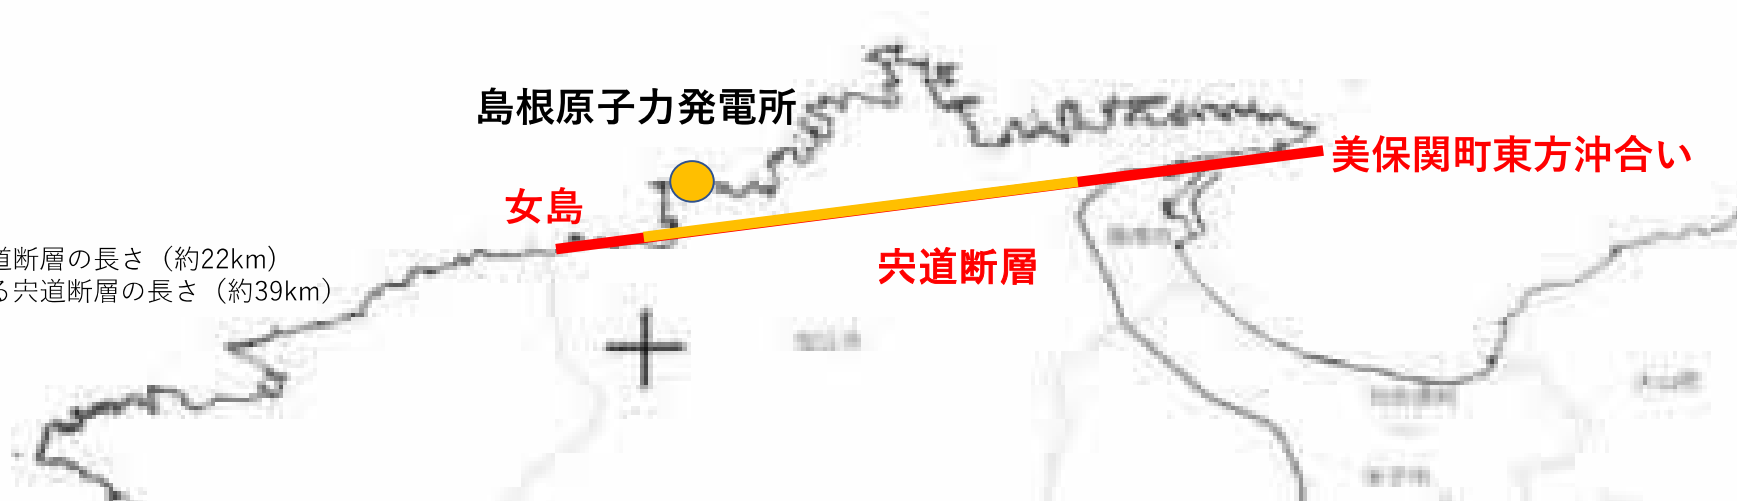 島根原子力発電所
美保関町東方沖合い
女島
道断層の長さ（約22km）
る宍道断層の長さ（約39km）
宍道断層